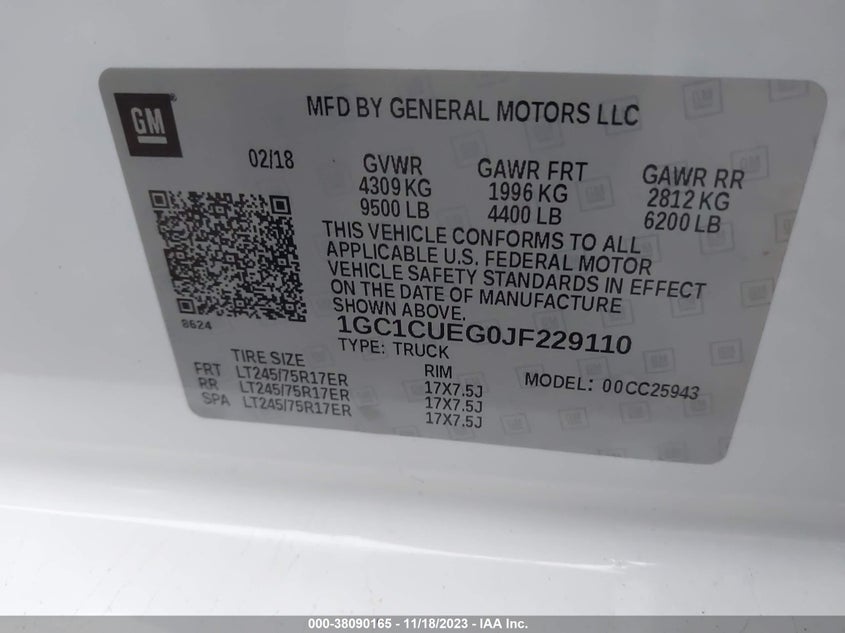 GM
MFD BY GENERAL MOTORS LLC
02/18 GVWR GAWR FRT GAWR RR
4309 KG 1996 KG 2812 KG
9500 LB 4400 LB 6200 LB
THIS VEHICLE CONFORMS TO ALL
APPLICABLE U.S. FEDERAL MOTOR
VEHICLE SAFETY STANDARDS IN EFFECT
ON THE DATE OF MANUFACTURE
SHOWN ABOVE.
8624
1GC1CUEG0JF229110
TYPE: TRUCK
TIRE SIZE RIM MODEL: 00CC25943
FRT LT245/75R17ER 17X7.5J
RR LT245/75R17ER 17X7.5J
SPA LT245/75R17ER 17X7.5J
000-38090165 - 11/18/2023 - IAA Inc.